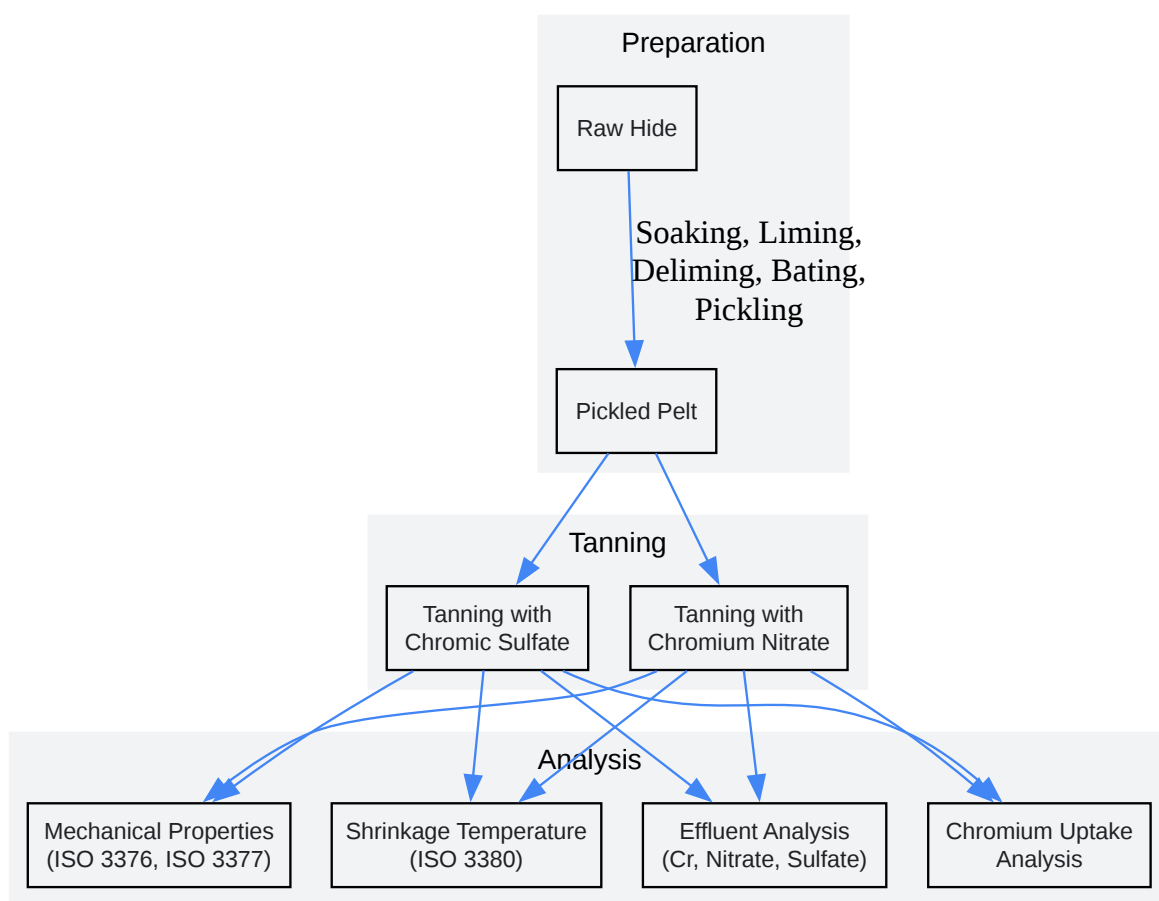 Preparation
Raw Hide
Soaking, Liming,
Deliming, Bating,
Pickling
Pickled Pelt
Tanning
Tanning with
Chromic Sulfate
Tanning with
Chromium Nitrate
Analysis
Mechanical Properties
(ISO 3376, ISO 3377)
Shrinkage Temperature
(ISO 3380)
Effluent Analysis
(Cr, Nitrate, Sulfate)
Chromium Uptake
Analysis